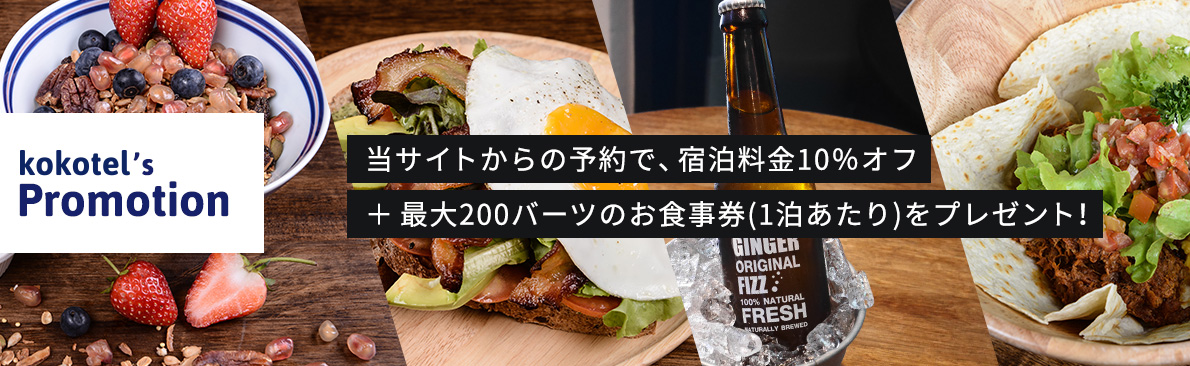 kokotel's
Promotion
当サイトからの予約で、宿泊料金10%オフ
＋ 最大200バーツのお食事券(1泊あたり)をプレゼント！
GINGER
ORIGINAL
FIZZ
100% NATURAL
FRESH
NATURALLY BREWED